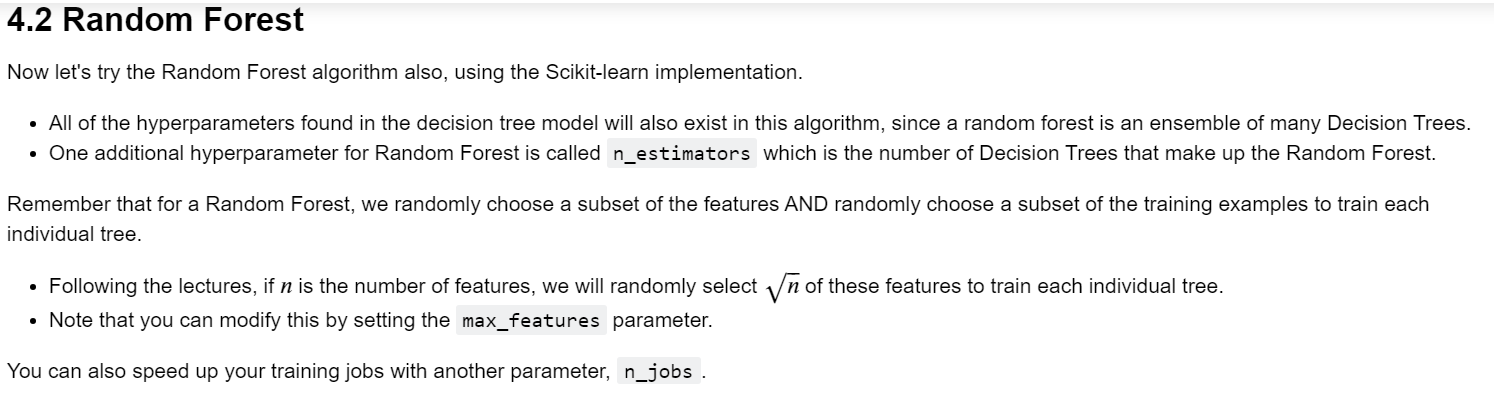 4.2 Random Forest
Now let's try the Random Forest algorithm also, using the Scikit-learn implementation.
• All of the hyperparameters found in the decision tree model will also exist in this algorithm, since a random forest is an ensemble of many Decision Trees.
• One additional hyperparameter for Random Forest is called n_estimators which is the number of Decision Trees that make up the Random Forest.
Remember that for a Random Forest, we randomly choose a subset of the features AND randomly choose a subset of the training examples to train each
individual tree.
• Following the lectures, if n is the number of features, we will randomly select √n of these features to train each individual tree.
• Note that you can modify this by setting the max_features parameter.
You can also speed up your training jobs with another parameter, n_jobs .